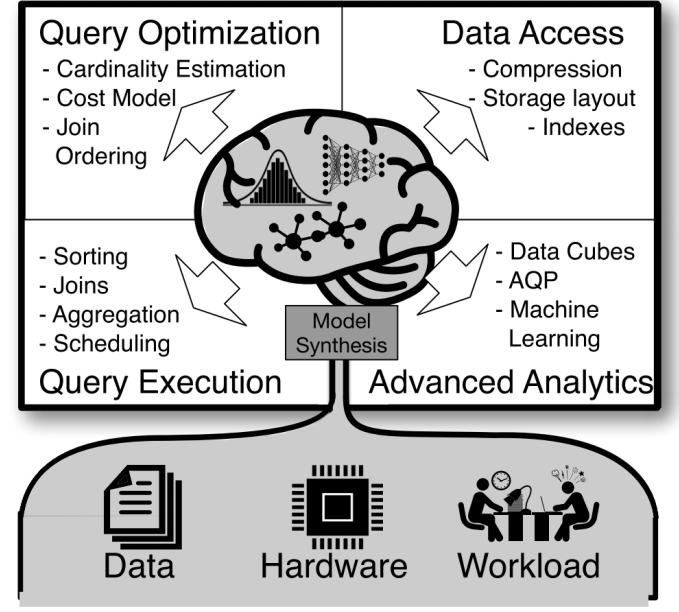 Query Optimization
- Cardinality Estimation
- Cost Model
- Join
Ordering
Data Access
- Compression
- Storage layout
- Indexes
- Sorting
- Joins
- Aggregation
- Scheduling
Query Execution
- Data Cubes
- AQP
- Machine
Learning
Advanced Analytics
Model
Synthesis
Data
Hardware
Workload